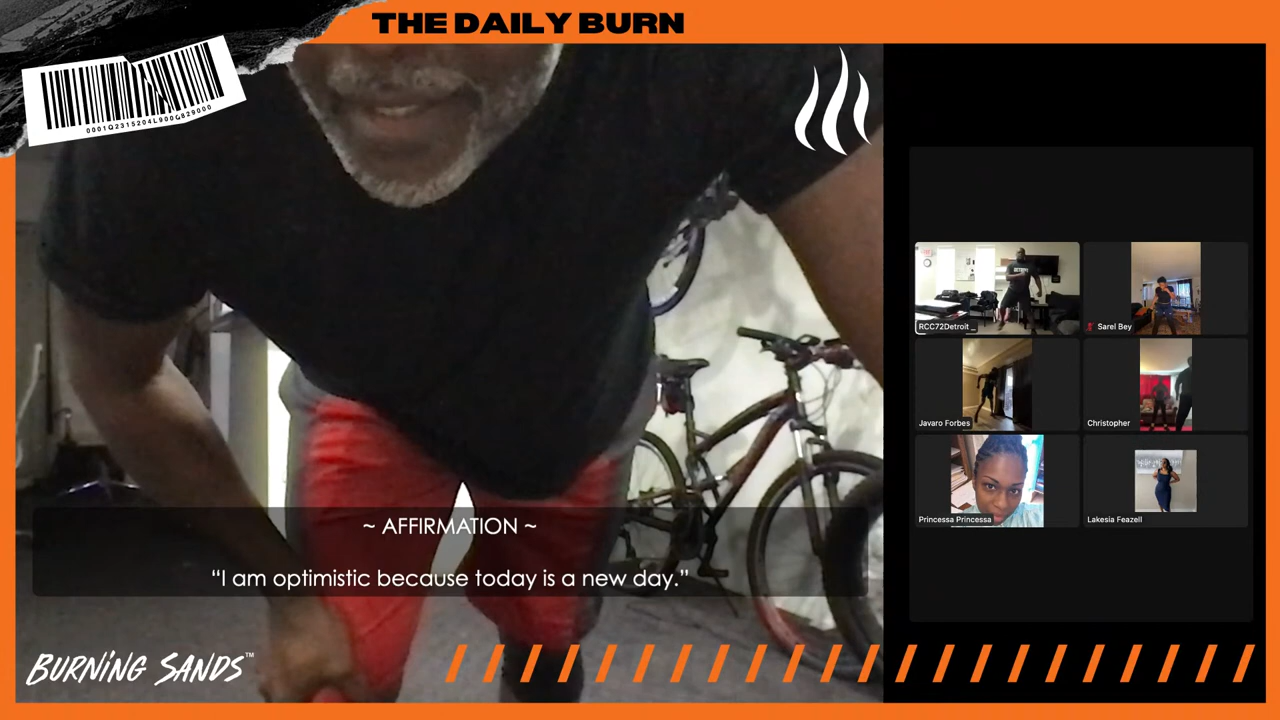 THE DAILY BURN
RCC72Detroit _
Sarel Bey
Javaro Forbes
Christopher
Princessa Princessa
Lakesia Feazell
~ AFFIRMATION ~
“I am optimistic because today is a new day.”
BURNING SANDS™